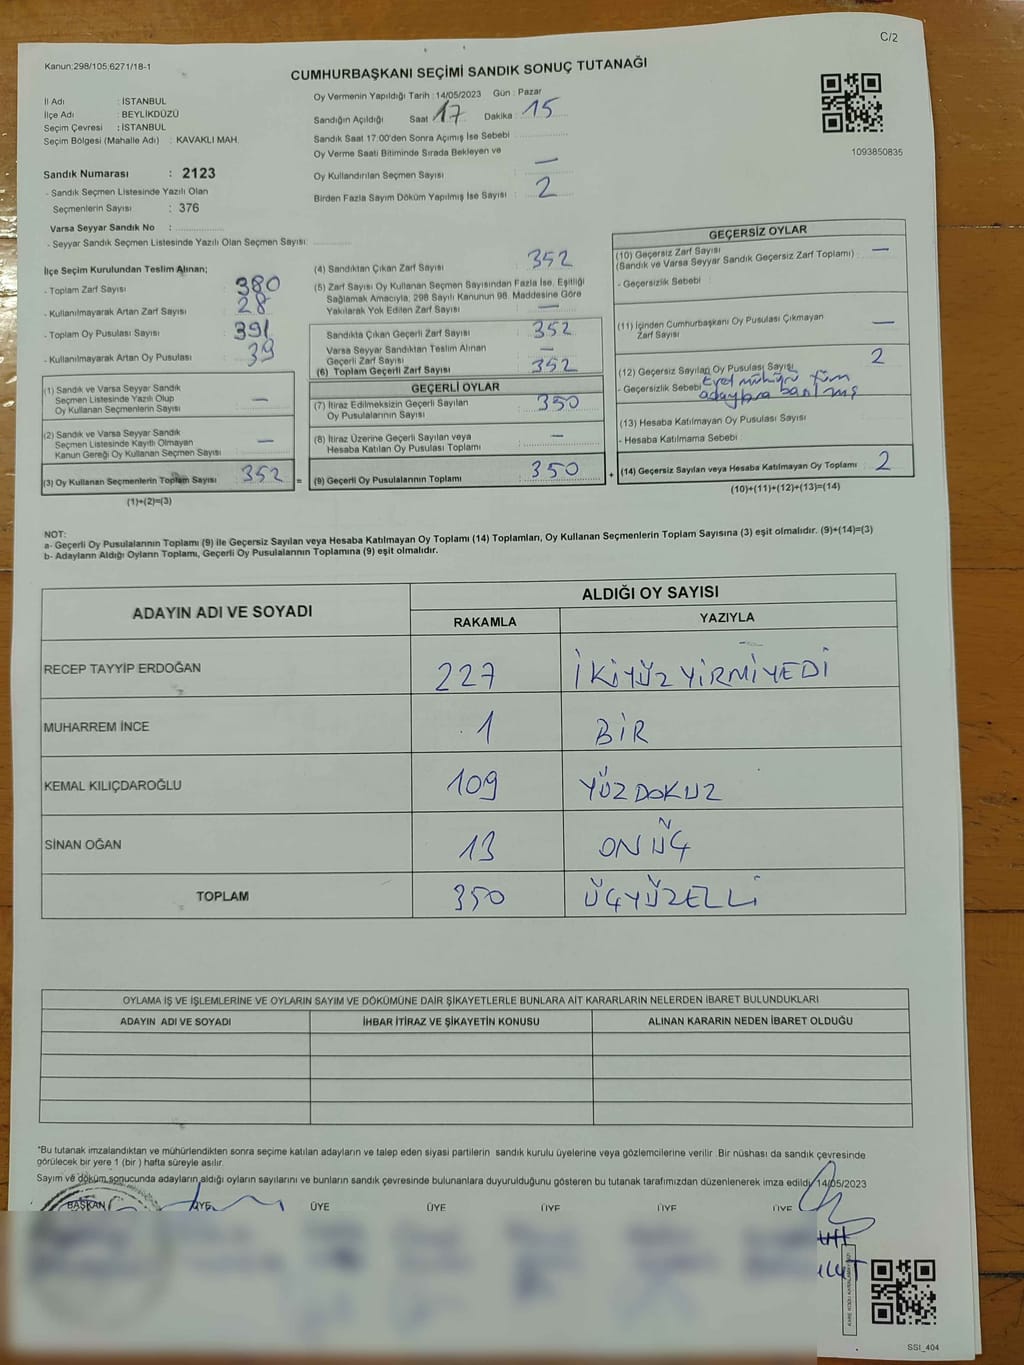 C/2
Kanun:298/105.6271/18-1
CUMHURBAŞKANI SEÇİMİ SANDIK SONUÇ TUTANAĞI
İl Adı : İSTANBUL
İlçe Adı : BEYLİKDÜZÜ
Seçim Çevresi : İSTANBUL
Seçim Bölgesi (Mahalle Adı) : KAVAKLI MAH.
Sandık Numarası : 2123
- Sandık Seçmen Listesinde Yazılı Olan
Seçmenlerin Sayısı : 376
Varsa Seyyar Sandık No :
- Seyyar Sandık Seçmen Listesinde Yazılı Olan Seçmen Sayısı:
Oy Vermenin Yapıldığı Tarih : 14/05/2023 Gün : Pazar
Sandığın Açıldığı Saat 17 Dakika : 15
Sandık Saat 17:00'den Sonra Açılmış İse Sebebi
Oy Verme Saati Bitiminde Sırada Bekleyen ve
Oy Kullandırılan Seçmen Sayısı : —
Birden Fazla Sayım Döküm Yapılmış İse Sayısı : 2
1093850835
İlçe Seçim Kurulundan Teslim Alınan;
- Toplam Zarf Sayısı : 380
- Kullanılmayarak Artan Zarf Sayısı : 28
- Toplam Oy Pusulası Sayısı : 391
- Kullanılmayarak Artan Oy Pusulası : 39
(1) Sandık ve Varsa Seyyar Sandık
Seçmen Listesinde Yazılı Olup
Oy Kullanan Seçmenlerin Sayısı —
(2) Sandık ve Varsa Seyyar Sandık
Seçmen Listesinde Kayıtlı Olmayan
Kanun Gereği Oy Kullanan Seçmen Sayısı —
(3) Oy Kullanan Seçmenlerin Toplam Sayısı 352 =
(1)+(2)=(3)
(4) Sandıktan Çıkan Zarf Sayısı : 352
(5) Zarf Sayısı Oy Kullanan Seçmen Sayısından Fazla İse, Eşitliği
Sağlamak Amacıyla, 298 Sayılı Kanunun 98. Maddesine Göre
Yakılarak Yok Edilen Zarf Sayısı : —
Sandıkta Çıkan Geçerli Zarf Sayısı : 352
Varsa Seyyar Sandıktan Teslim Alınan
Geçerli Zarf Sayısı : —
(6) Toplam Geçerli Zarf Sayısı : 352
GEÇERLİ OYLAR
(7) İtiraz Edilmeksizin Geçerli Sayılan
Oy Pusulalarının Sayısı : 350
(8) İtiraz Üzerine Geçerli Sayılan veya
Hesaba Katılan Oy Pusulası Toplamı : —
(9) Geçerli Oy Pusulalarının Toplamı : 350 +
GEÇERSİZ OYLAR
(10) Geçersiz Zarf Sayısı
(Sandık ve Varsa Seyyar Sandık Geçersiz Zarf Toplamı) : —
- Geçersizlik Sebebi :
(11) İçinden Cumhurbaşkanı Oy Pusulası Çıkmayan
Zarf Sayısı —
(12) Geçersiz Sayılan Oy Pusulası Sayısı 2
- Geçersizlik Sebebi Evet mührü tüm
adaylara basılmış
(13) Hesaba Katılmayan Oy Pusulası Sayısı
- Hesaba Katılmama Sebebi
(14) Geçersiz Sayılan veya Hesaba Katılmayan Oy Toplamı 2
(10)+(11)+(12)+(13)=(14)
NOT:
a- Geçerli Oy Pusulalarının Toplamı (9) ile Geçersiz Sayılan veya Hesaba Katılmayan Oy Toplamı (14) Toplamları, Oy Kullanan Seçmenlerin Toplam Sayısına (3) eşit olmalıdır. (9)+(14)=(3)
b- Adayların Aldığı Oyların Toplamı, Geçerli Oy Pusulalarının Toplamına (9) eşit olmalıdır.
ADAYIN ADI VE SOYADI ALDIĞI OY SAYISI
RAKAMLA YAZIYLA
RECEP TAYYİP ERDOĞAN 227 İKİYÜZ YİRMİYEDİ
MUHARREM İNCE 1 BİR
KEMAL KILIÇDAROĞLU 109 YÜZDOKUZ
SİNAN OĞAN 13 ONÜÇ
TOPLAM 350 ÜÇYÜZELLİ
OYLAMA İŞ VE İŞLEMLERİNE VE OYLARIN SAYIM VE DÖKÜMÜNE DAİR ŞİKAYETLERLE BUNLARA AİT KARARLARIN NELERDEN İBARET BULUNDUKLARI
ADAYIN ADI VE SOYADI İHBAR İTİRAZ VE ŞİKAYETİN KONUSU ALINAN KARARIN NEDEN İBARET OLDUĞU
*Bu tutanak imzalandıktan ve mühürlendikten sonra seçime katılan adayların ve talep eden siyasi partilerin sandık kurulu üyelerine veya gözlemcilerine verilir. Bir nüshası da sandık çevresinde
görülecek bir yere 1 (bir) hafta süreyle asılır.
Sayım ve döküm sonucunda adayların aldığı oyların sayılarını ve bunların sandık çevresinde bulunanlara duyurulduğunu gösteren bu tutanak tarafımızdan düzenlenerek imza edildi. 14/05/2023
BAŞKAN ÜYE ÜYE ÜYE ÜYE ÜYE ÜYE
SSI_404